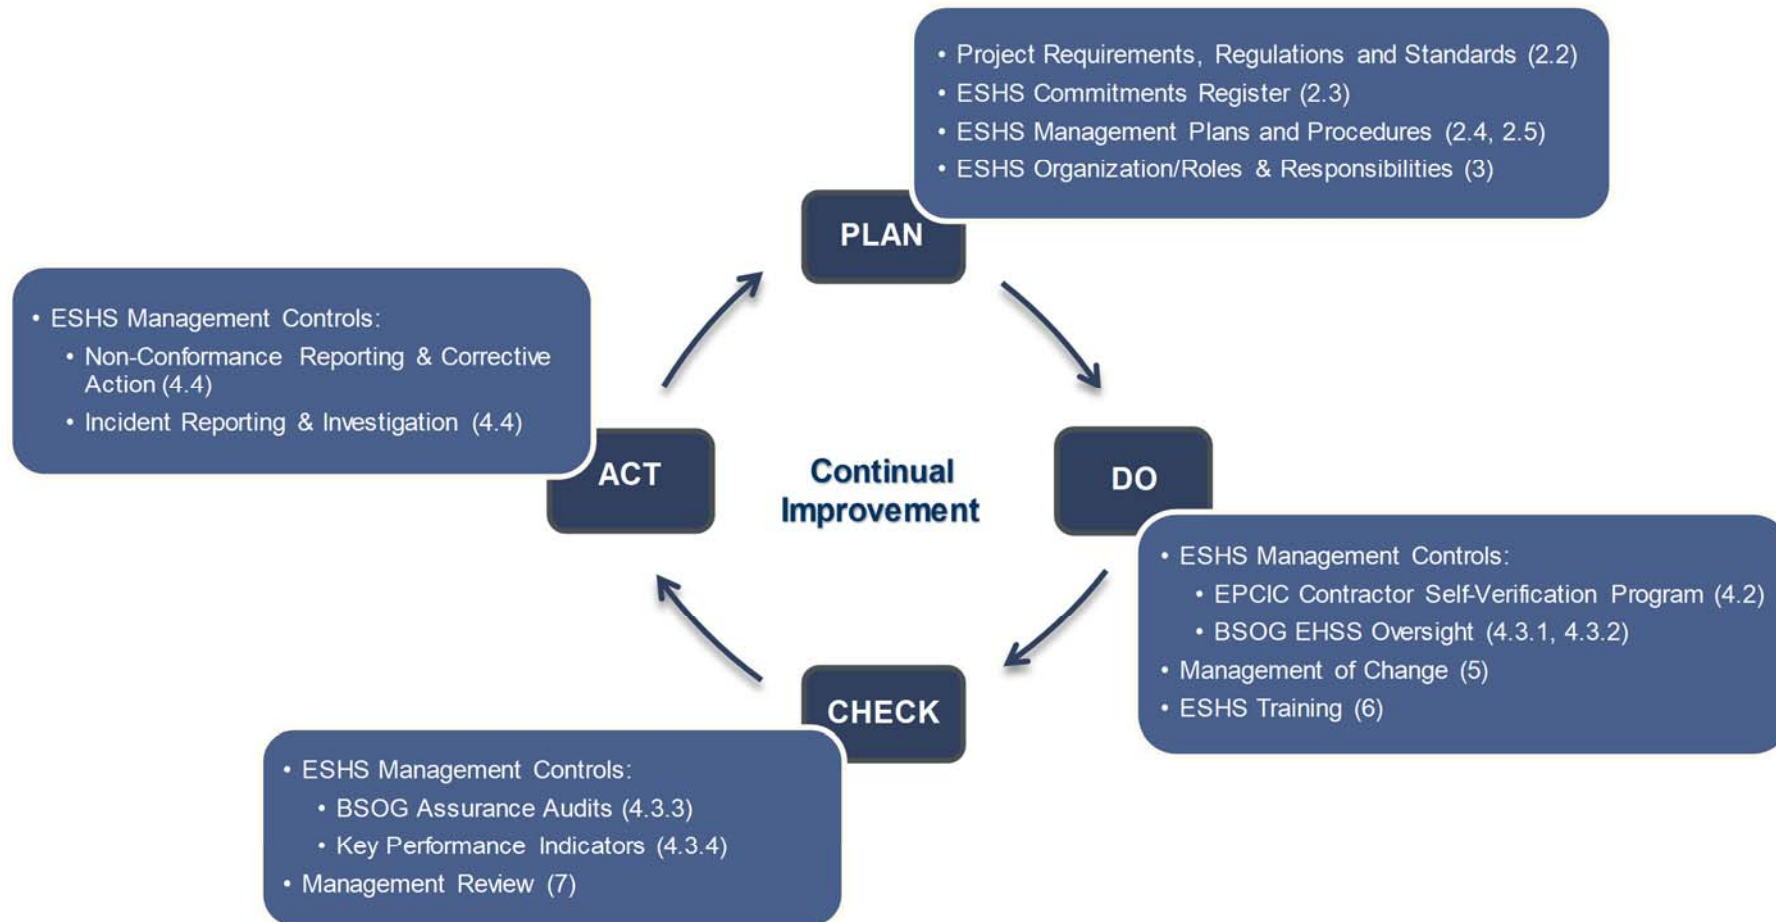 • Project Requirements, Regulations and Standards (2.2)
• ESHS Commitments Register (2.3)
• ESHS Management Plans and Procedures (2.4, 2.5)
• ESHS Organization/Roles & Responsibilities (3)
PLAN
• ESHS Management Controls:
• Non-Conformance Reporting & Corrective
Action (4.4)
• Incident Reporting & Investigation (4.4)
ACT
Continual
Improvement
DO
• ESHS Management Controls:
• EPCIC Contractor Self-Verification Program (4.2)
• BSOG EHSS Oversight (4.3.1, 4.3.2)
• Management of Change (5)
• ESHS Training (6)
CHECK
• ESHS Management Controls:
• BSOG Assurance Audits (4.3.3)
• Key Performance Indicators (4.3.4)
• Management Review (7)